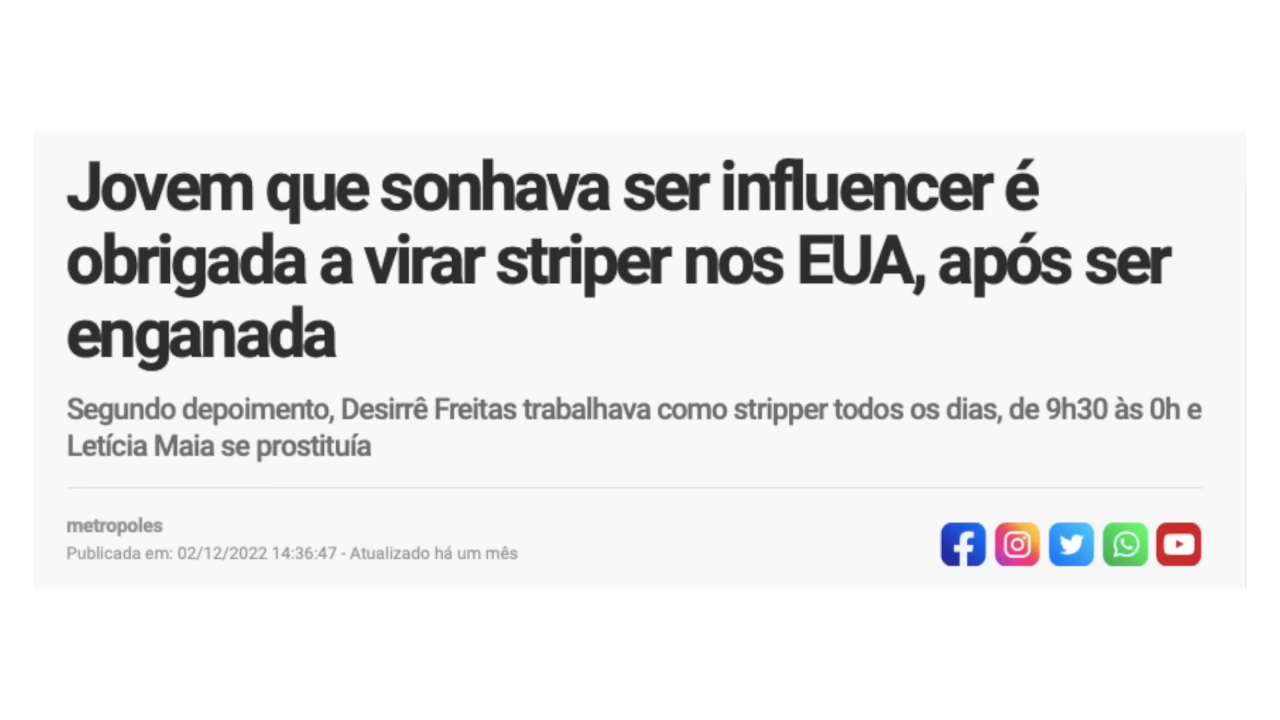 Jovem que sonhava ser influencer é
obrigada a virar striper nos EUA, após ser
enganada
Segundo depoimento, Desirrê Freitas trabalhava como stripper todos os dias, de 9h30 às 0h e
Letícia Maia se prostituía
metropoles
Publicada em: 02/12/2022 14:36:47 - Atualizado há um mês